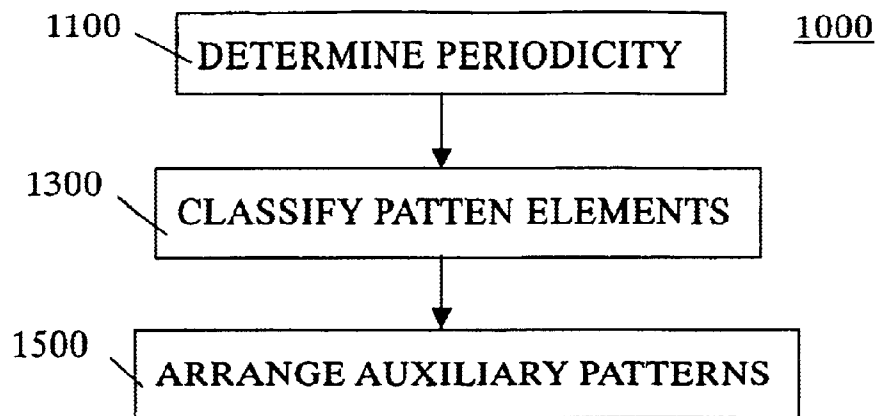 1100
1000
DETERMINE PERIODICITY
1300
CLASSIFY PATTEN ELEMENTS
1500
ARRANGE AUXILIARY PATTERNS